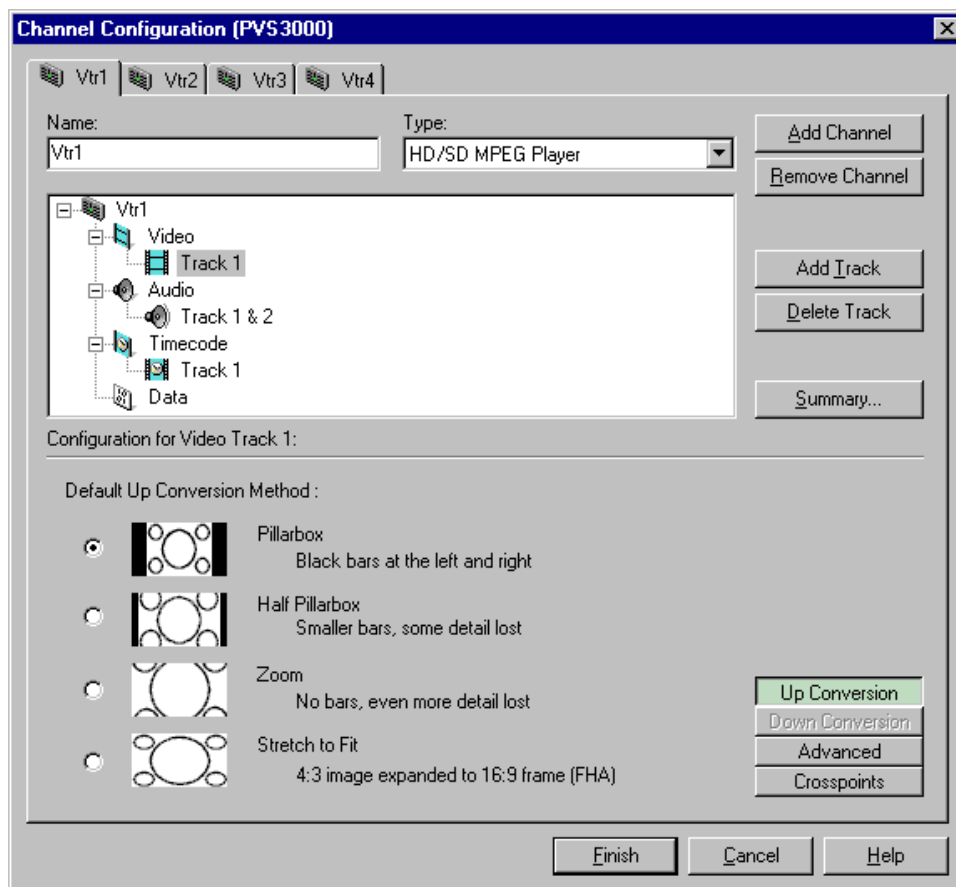 Channel Configuration (PVS3000)
Vtr1 Vtr2 Vtr3 Vtr4
Name: Type:
Vtr1 HD/SD MPEG Player
Add Channel
Remove Channel
Vtr1
Video
Track 1
Audio
Track 1 & 2
Timecode
Track 1
Data
Add Track
Delete Track
Summary...
Configuration for Video Track 1:
Default Up Conversion Method :
Pillarbox
Black bars at the left and right
Half Pillarbox
Smaller bars, some detail lost
Zoom
No bars, even more detail lost
Stretch to Fit
4:3 image expanded to 16:9 frame (FHA)
Up Conversion
Down Conversion
Advanced
Crosspoints
Finish Cancel Help